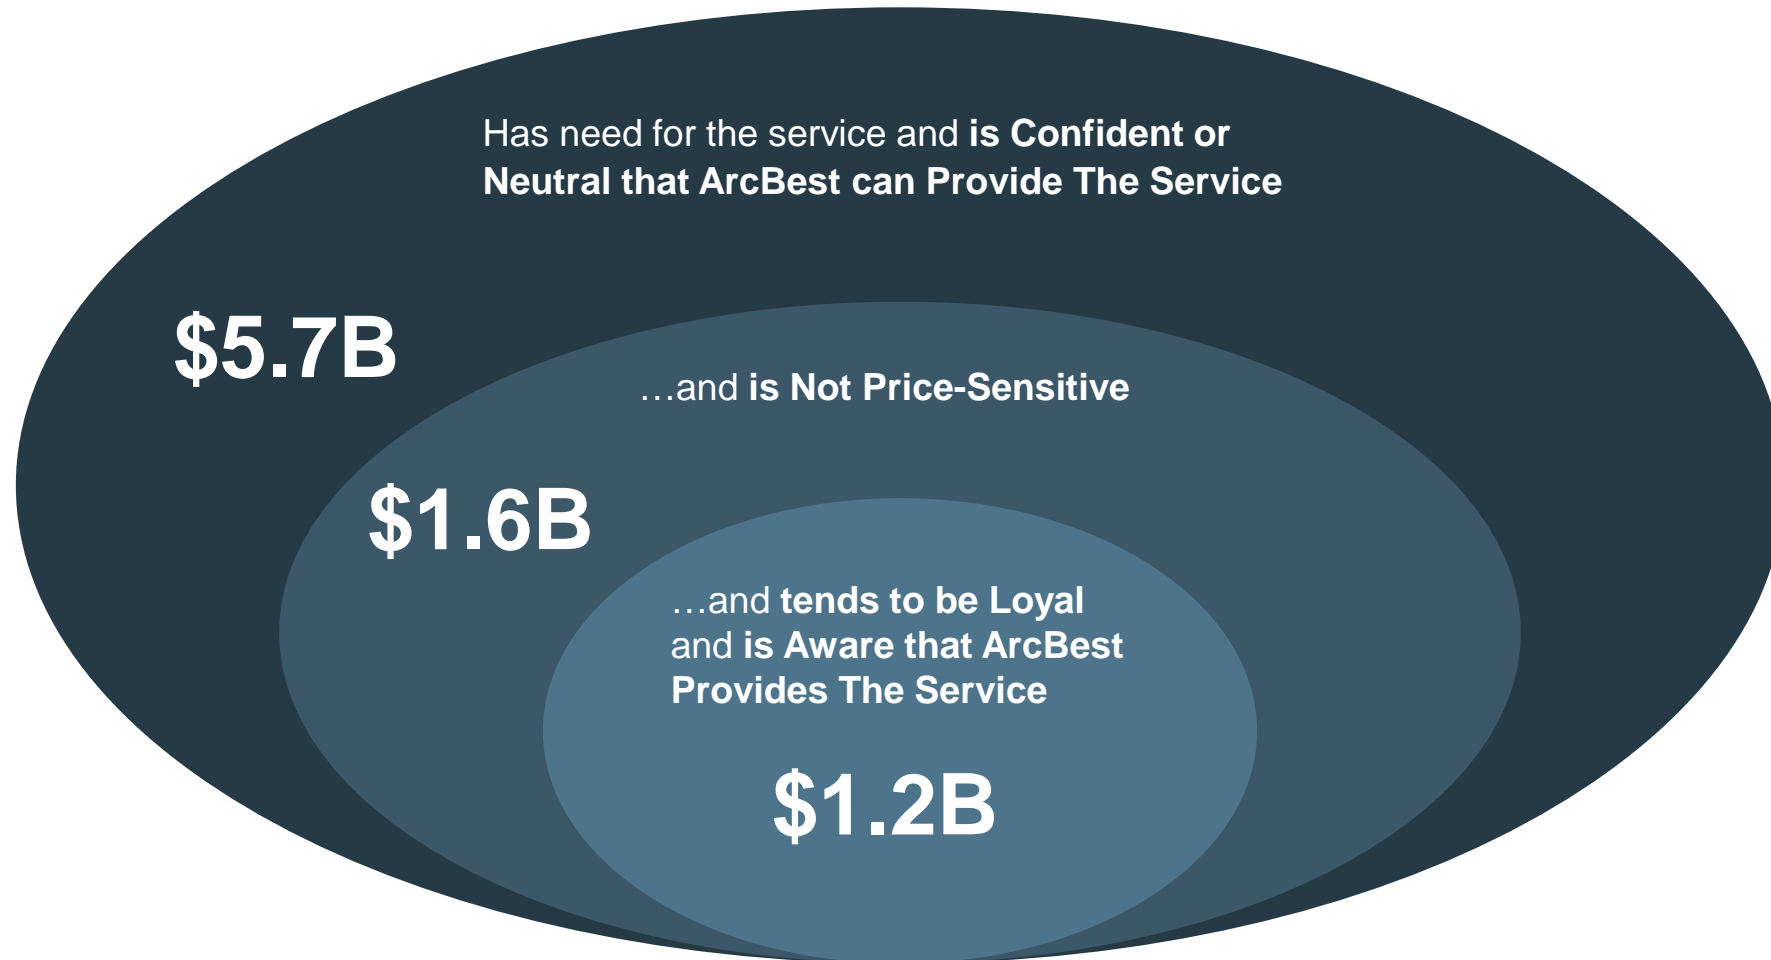 Has need for the service and is Confident or
Neutral that ArcBest can Provide The Service
$5.7B
…and is Not Price-Sensitive
$1.6B
…and tends to be Loyal
and is Aware that ArcBest
Provides The Service
$1.2B